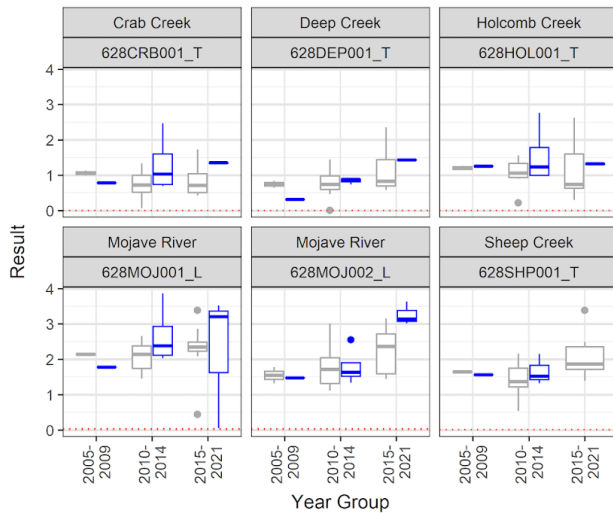 Crab Creek
Deep Creek
Holcomb Creek
628CRB001_T
628DEP001_T
628HOL001_T
4
3
2
1
0
Mojave River
Mojave River
Sheep Creek
628MOJ001_L
628MOJ002_L
628SHP001_T
4
3
2
1
0
Result
2005-
2009
2010-
2014
2015-
2021
2005-
2009
2010-
2014
2015-
2021
2005-
2009
2010-
2014
2015-
2021
Year Group